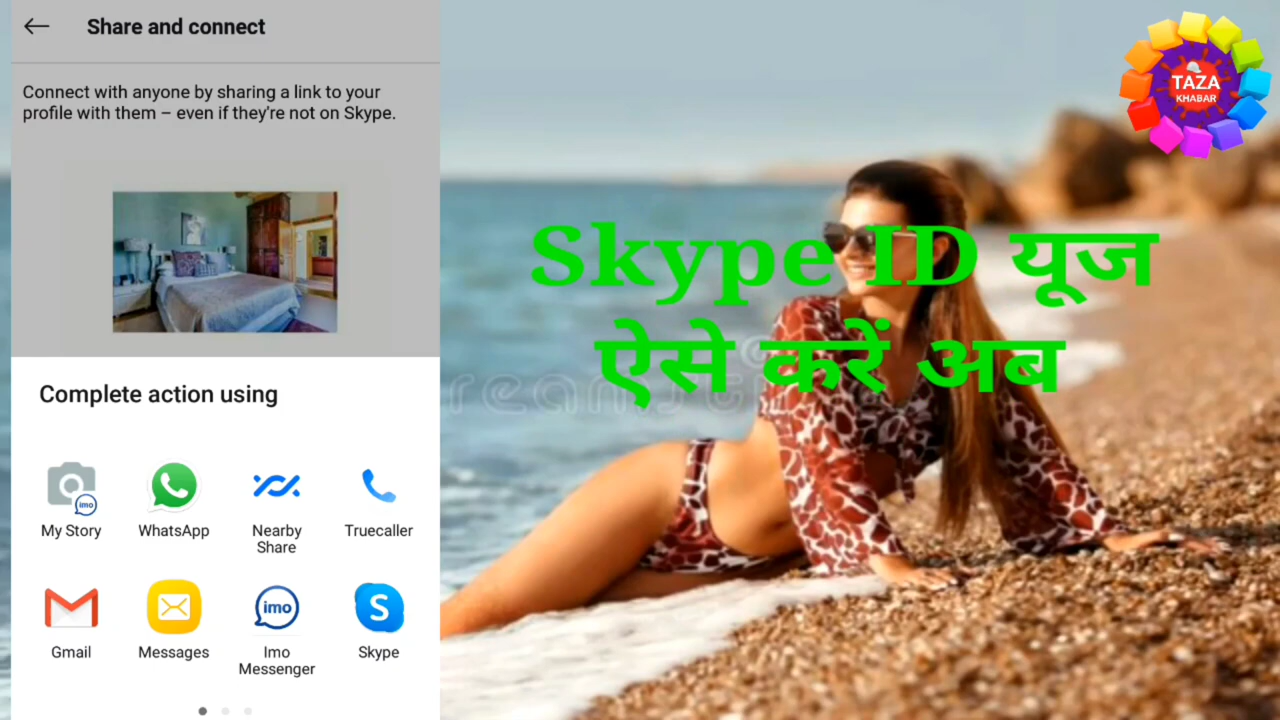 Share and connect
Connect with anyone by sharing a link to your
profile with them – even if they're not on Skype.
Complete action using
imo
My Story
WhatsApp
Nearby
Share
Truecaller
Gmail
Messages
imo
Imo
Messenger
S
Skype
TAZA
KHABAR
Skype ID यूज
ऐसे करें अब